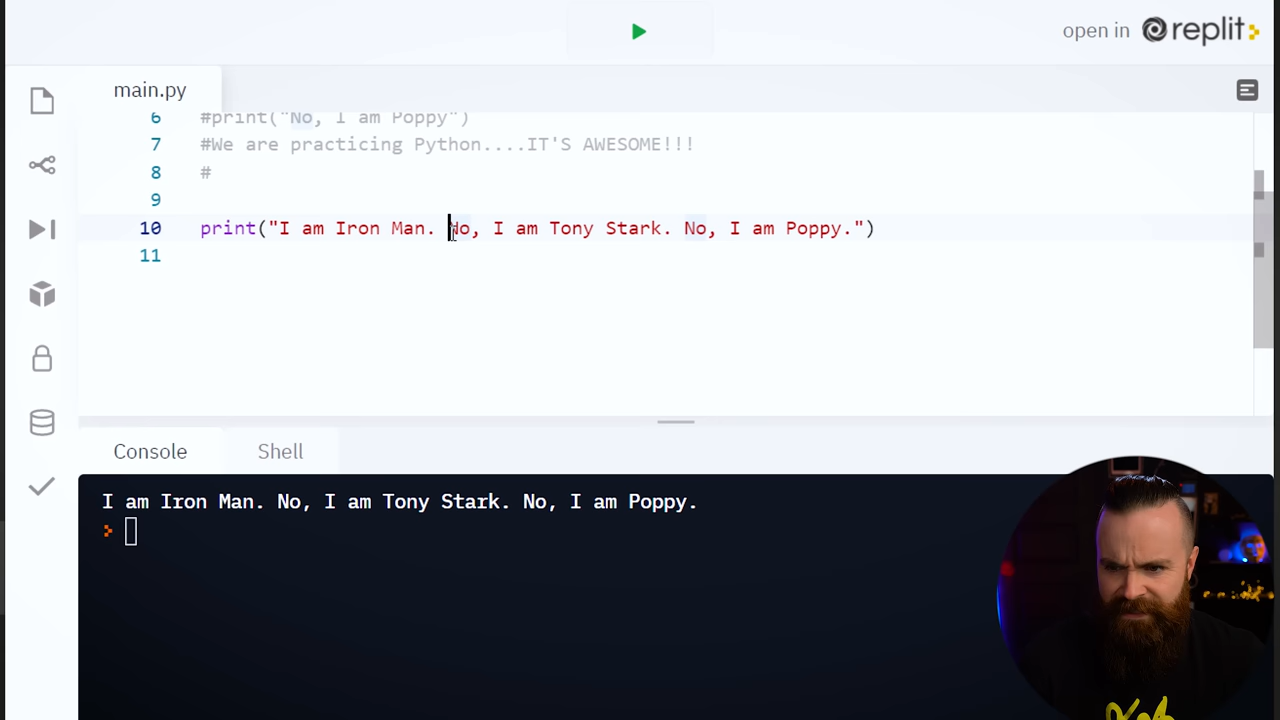 open in replit
main.py
6 #print("No, I am Poppy")
7 #We are practicing Python....IT'S AWESOME!!!
8 #
9
10 print("I am Iron Man. No, I am Tony Stark. No, I am Poppy.")
11
Console Shell
I am Iron Man. No, I am Tony Stark. No, I am Poppy.